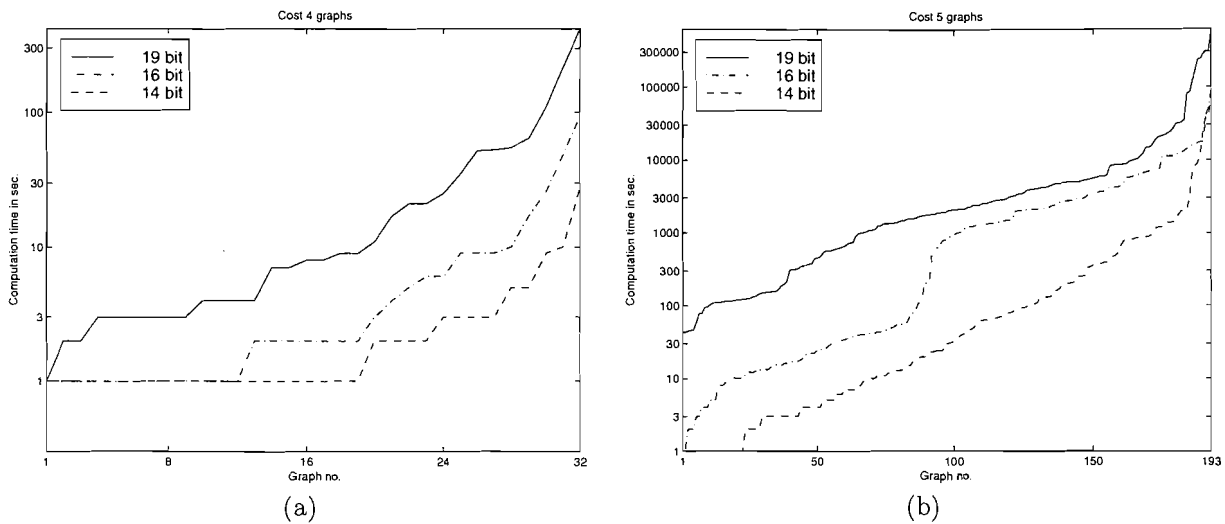 Cost 4 graphs
300
100
30
10
3
1
Computation time in sec.
19 bit
16 bit
14 bit
1
8
16
24
32
Graph no.
(a)
Cost 5 graphs
300000
100000
30000
10000
3000
1000
300
100
30
10
3
1
Computation time in sec.
19 bit
16 bit
14 bit
1
50
100
150
193
Graph no.
(b)